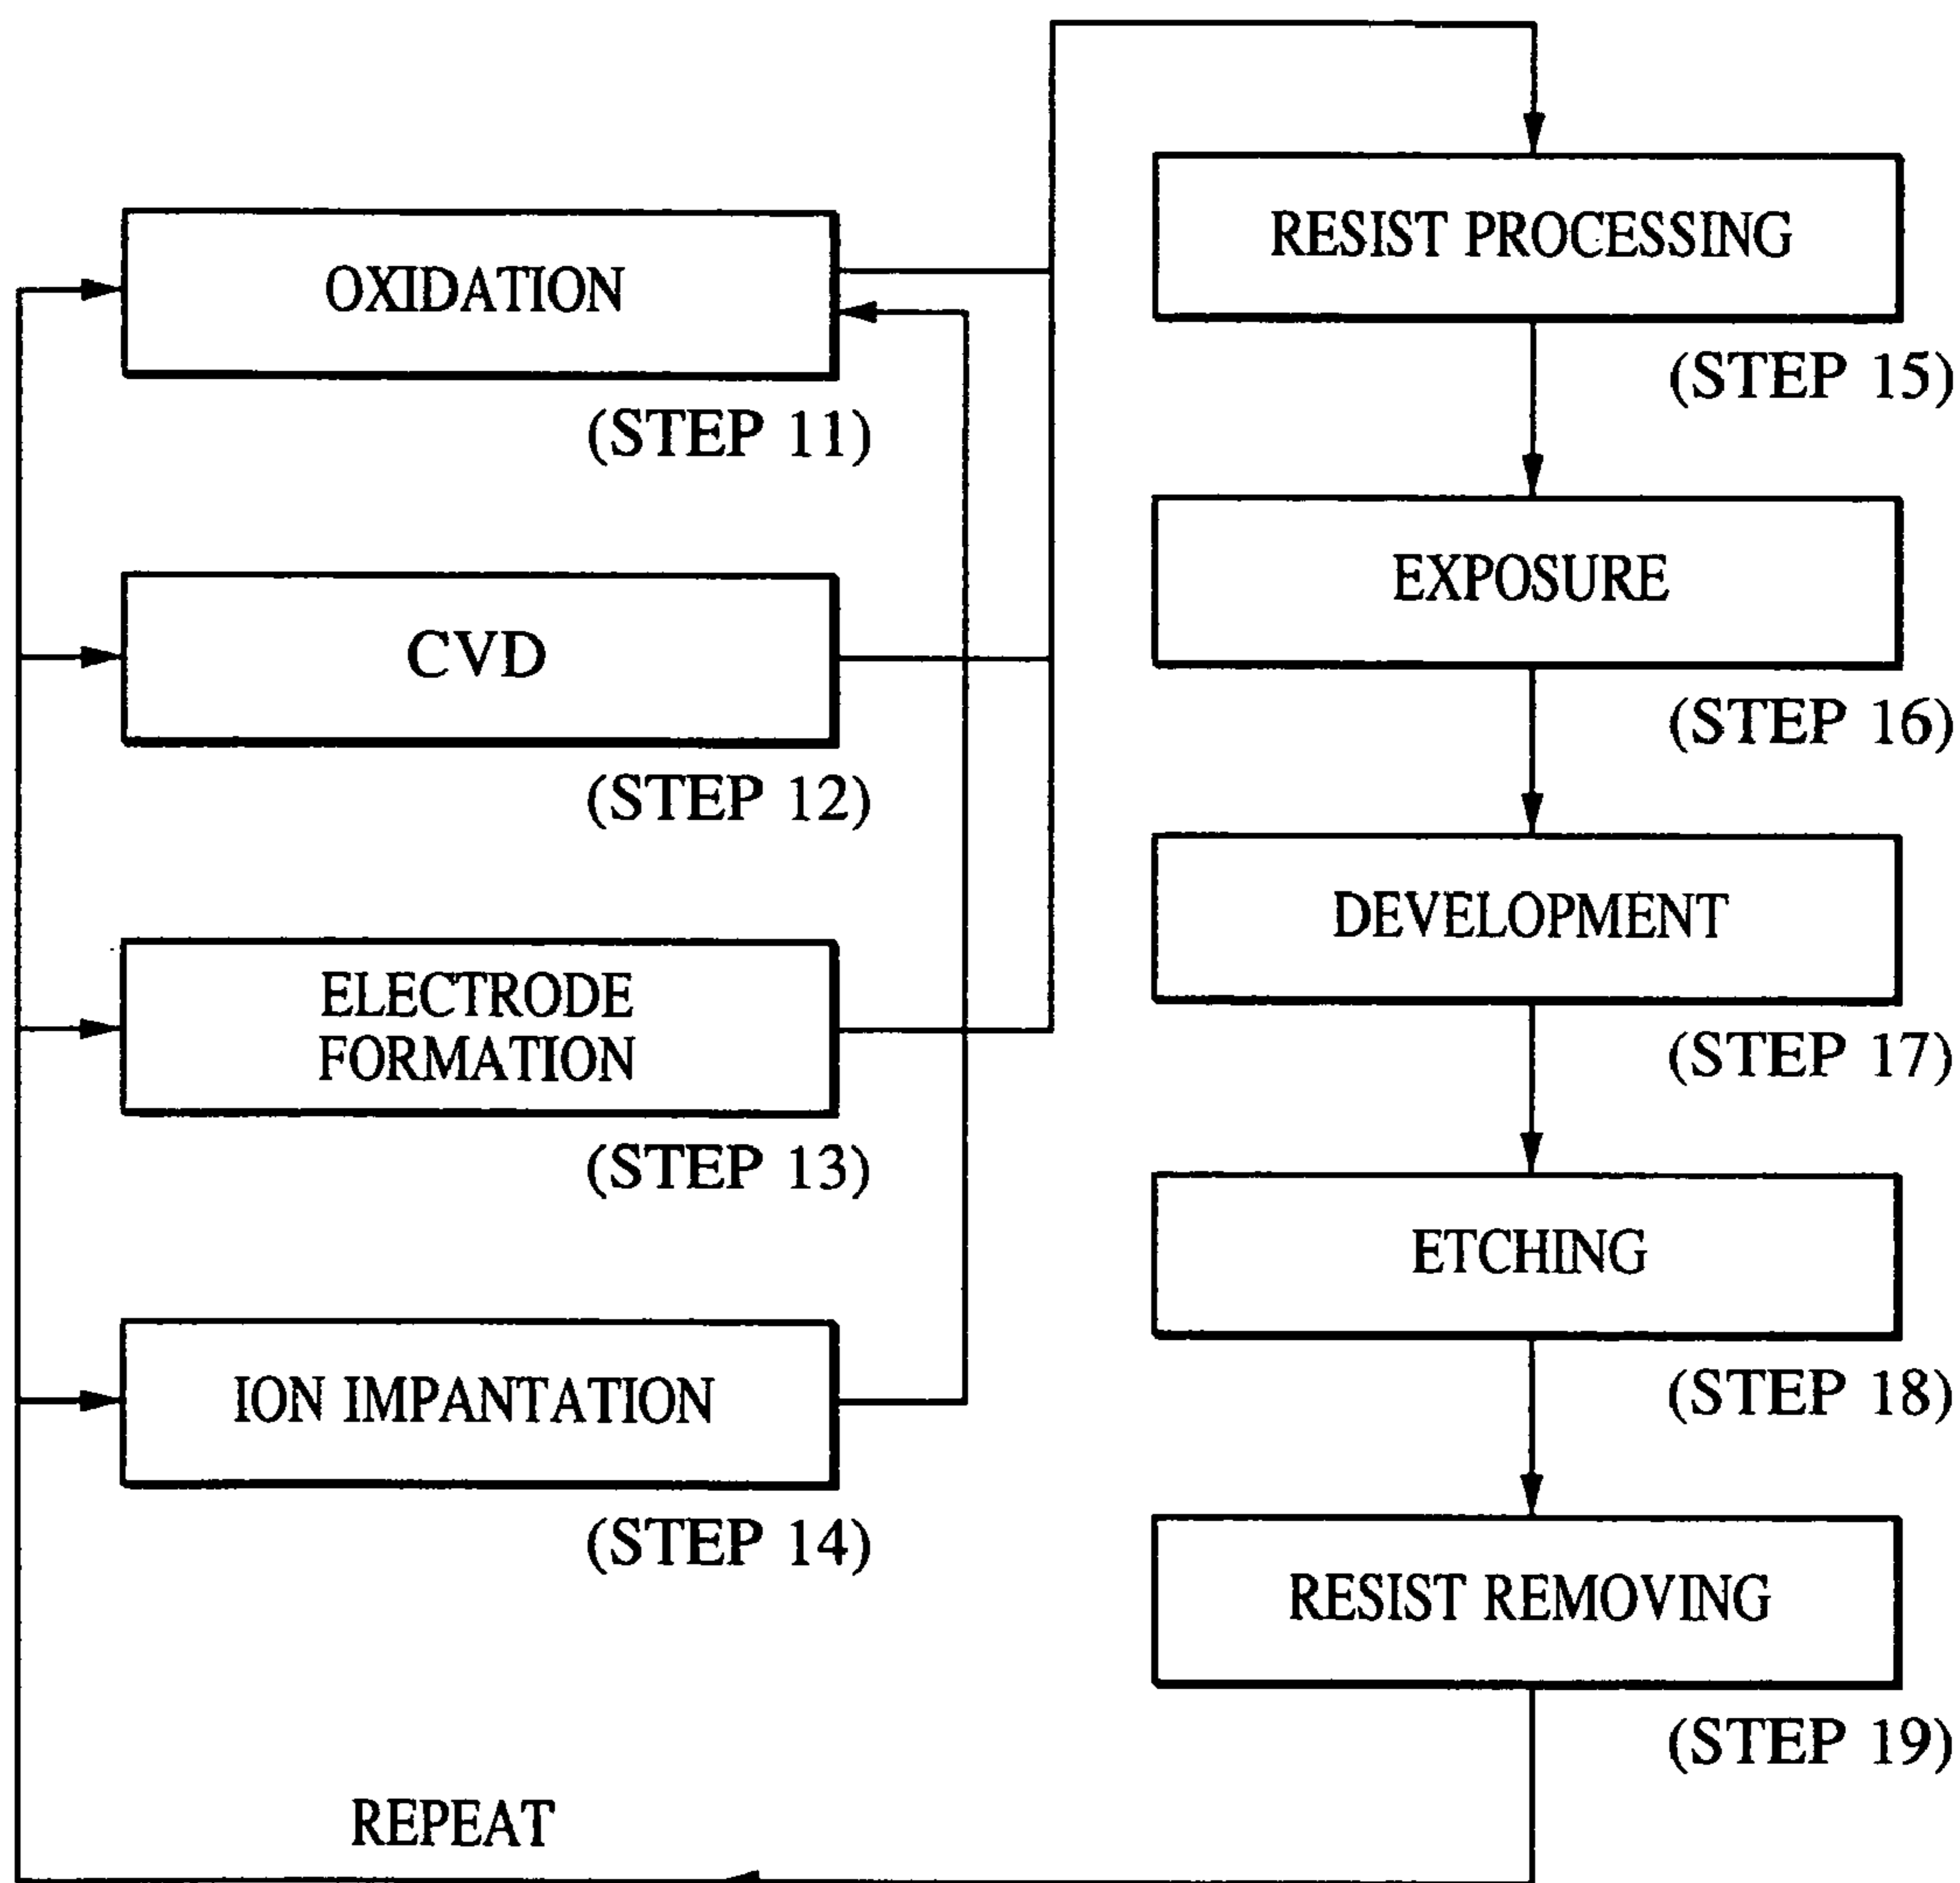 OXIDATION
(STEP 11)
CVD
(STEP 12)
ELECTRODE
FORMATION
(STEP 13)
ION IMPANTATION
(STEP 14)
RESIST PROCESSING
(STEP 15)
EXPOSURE
(STEP 16)
DEVELOPMENT
(STEP 17)
ETCHING
(STEP 18)
RESIST REMOVING
(STEP 19)
REPEAT